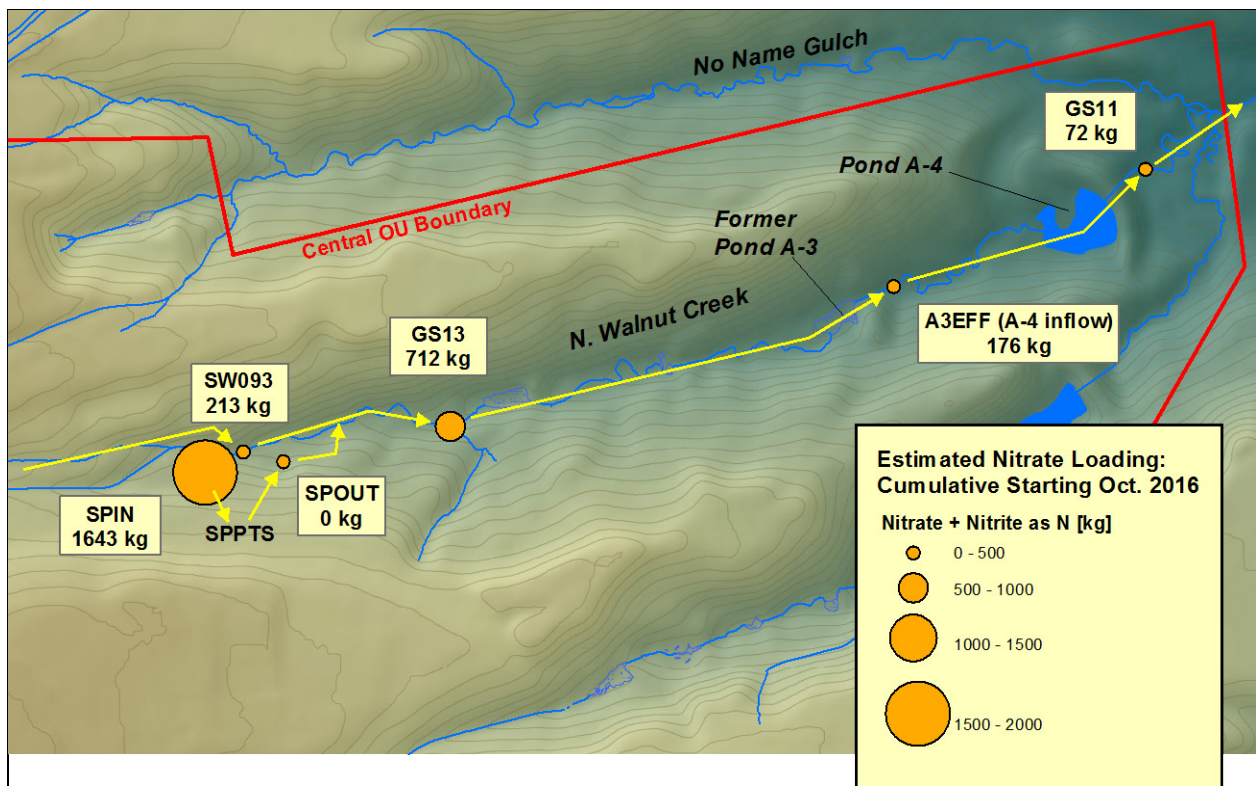 No Name Gulch
GS11
72 kg
Pond A-4
Former
Pond A-3
Central OU Boundary
N. Walnut Creek
A3EFF (A-4 inflow)
176 kg
GS13
712 kg
SW093
213 kg
SPOUT
0 kg
SPIN
1643 kg
SPPTS
Estimated Nitrate Loading:
Cumulative Starting Oct. 2016
Nitrate + Nitrite as N [kg]
0 - 500
500 - 1000
1000 - 1500
1500 - 2000